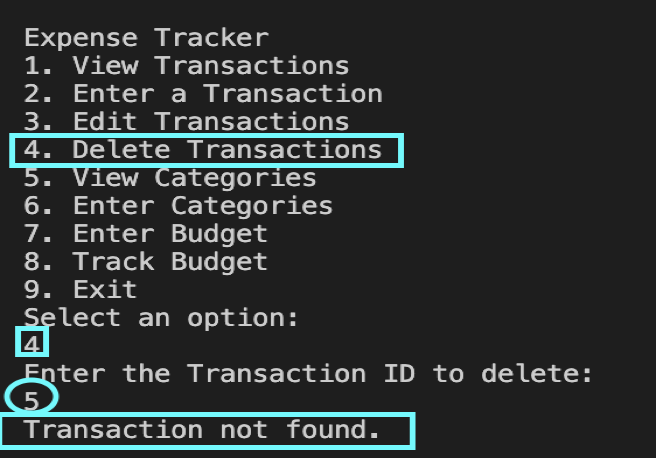 Expense Tracker
1. View Transactions
2. Enter a Transaction
3. Edit Transactions
4. Delete Transactions
5. View Categories
6. Enter Categories
7. Enter Budget
8. Track Budget
9. Exit
Select an option:
4
Enter the Transaction ID to delete:
5
Transaction not found.